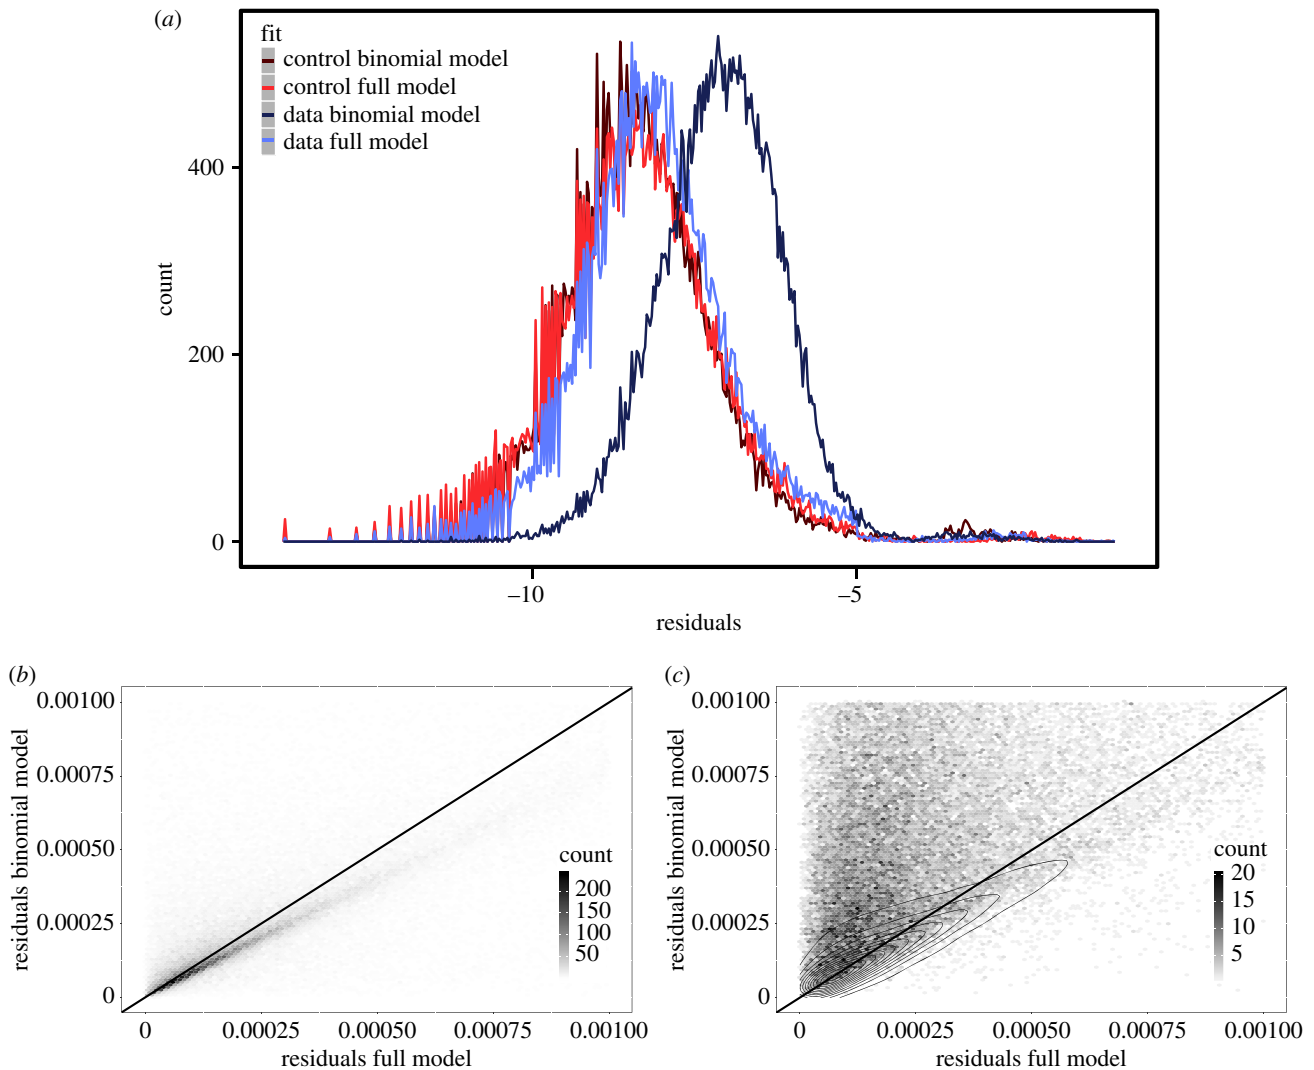 (a)
fit
control binomial model
control full model
data binomial model
data full model
400
200
0
count
–10
–5
residuals
(b)
0.00100
0.00075
0.00050
0.00025
0
residuals binomial model
count
200
150
100
50
0
0.00025
0.00050
0.00075
0.00100
residuals full model
(c)
0.00100
0.00075
0.00050
0.00025
0
residuals binomial model
count
20
15
10
5
0
0.00025
0.00050
0.00075
0.00100
residuals full model